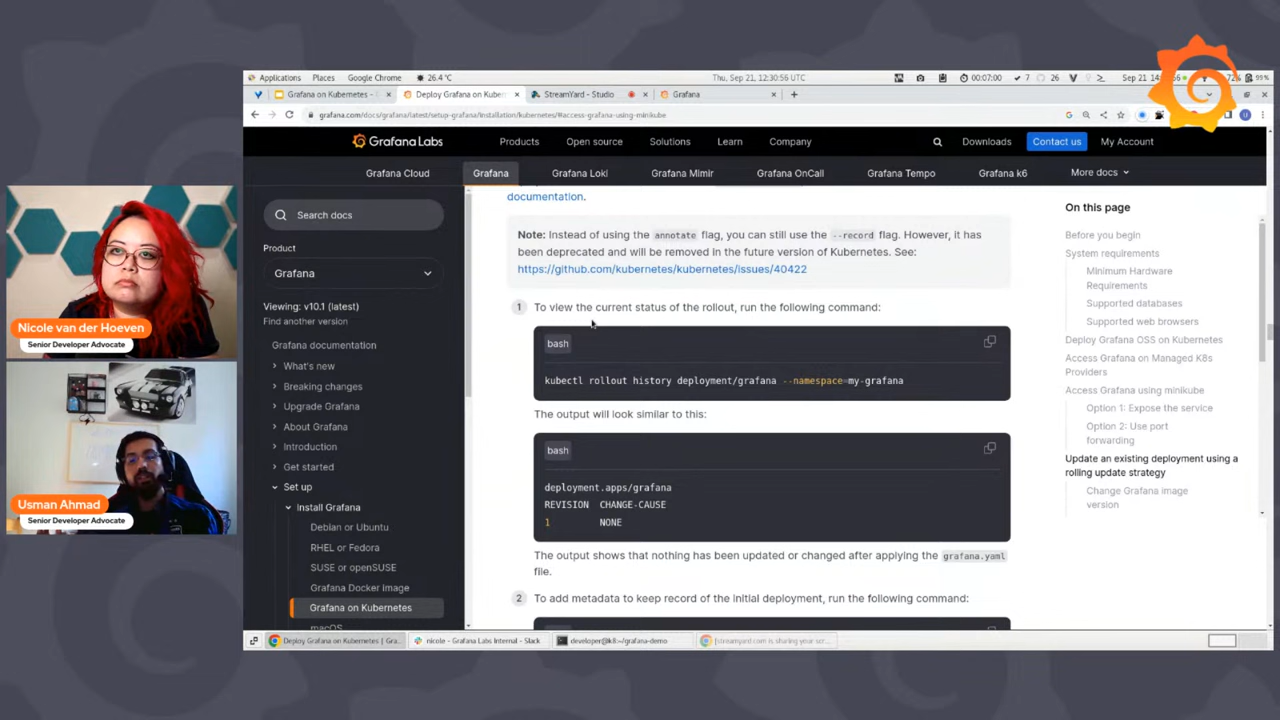 Applications Places Google Chrome 26.4 °C Thu, Sep 21, 12:30:56 UTC 00:07:00 7 26 Sep 21
Grafana on Kubernetes - Deploy Grafana on Kuber StreamYard - Studio Grafana
grafana.com/docs/grafana/latest/setup-grafana/installation/kubernetes/#access-grafana-using-minikube
Grafana Labs Products Open source Solutions Learn Company Downloads Contact us My Account
Grafana Cloud Grafana Grafana Loki Grafana Mimir Grafana OnCall Grafana Tempo Grafana k6 More docs
Search docs
Product
Grafana
Viewing: v10.1 (latest)
Find another version
Grafana documentation
What's new
Breaking changes
Upgrade Grafana
About Grafana
Introduction
Get started
Set up
Install Grafana
Debian or Ubuntu
RHEL or Fedora
SUSE or openSUSE
Grafana Docker image
Grafana on Kubernetes
macOS
documentation.
Note: Instead of using the annotate flag, you can still use the --record flag. However, it has
been deprecated and will be removed in the future version of Kubernetes. See:
https://github.com/kubernetes/kubernetes/issues/40422
1 To view the current status of the rollout, run the following command:
bash
kubectl rollout history deployment/grafana --namespace=my-grafana
The output will look similar to this:
bash
deployment.apps/grafana
REVISION CHANGE-CAUSE
1 NONE
The output shows that nothing has been updated or changed after applying the grafana.yaml
file.
2 To add metadata to keep record of the initial deployment, run the following command:
On this page
Before you begin
System requirements
Minimum Hardware
Requirements
Supported databases
Supported web browsers
Deploy Grafana OSS on Kubernetes
Access Grafana on Managed K8s
Providers
Access Grafana using minikube
Option 1: Expose the service
Option 2: Use port
forwarding
Update an existing deployment using a
rolling update strategy
Change Grafana image
version
Deploy Grafana on Kubernetes | Gra... nicole - Grafana Labs Internal - Slack developer@k8:~/grafana-demo [streamyard.com is sharing your scr...
Nicole van der Hoeven
Senior Developer Advocate
Usman Ahmad
Senior Developer Advocate